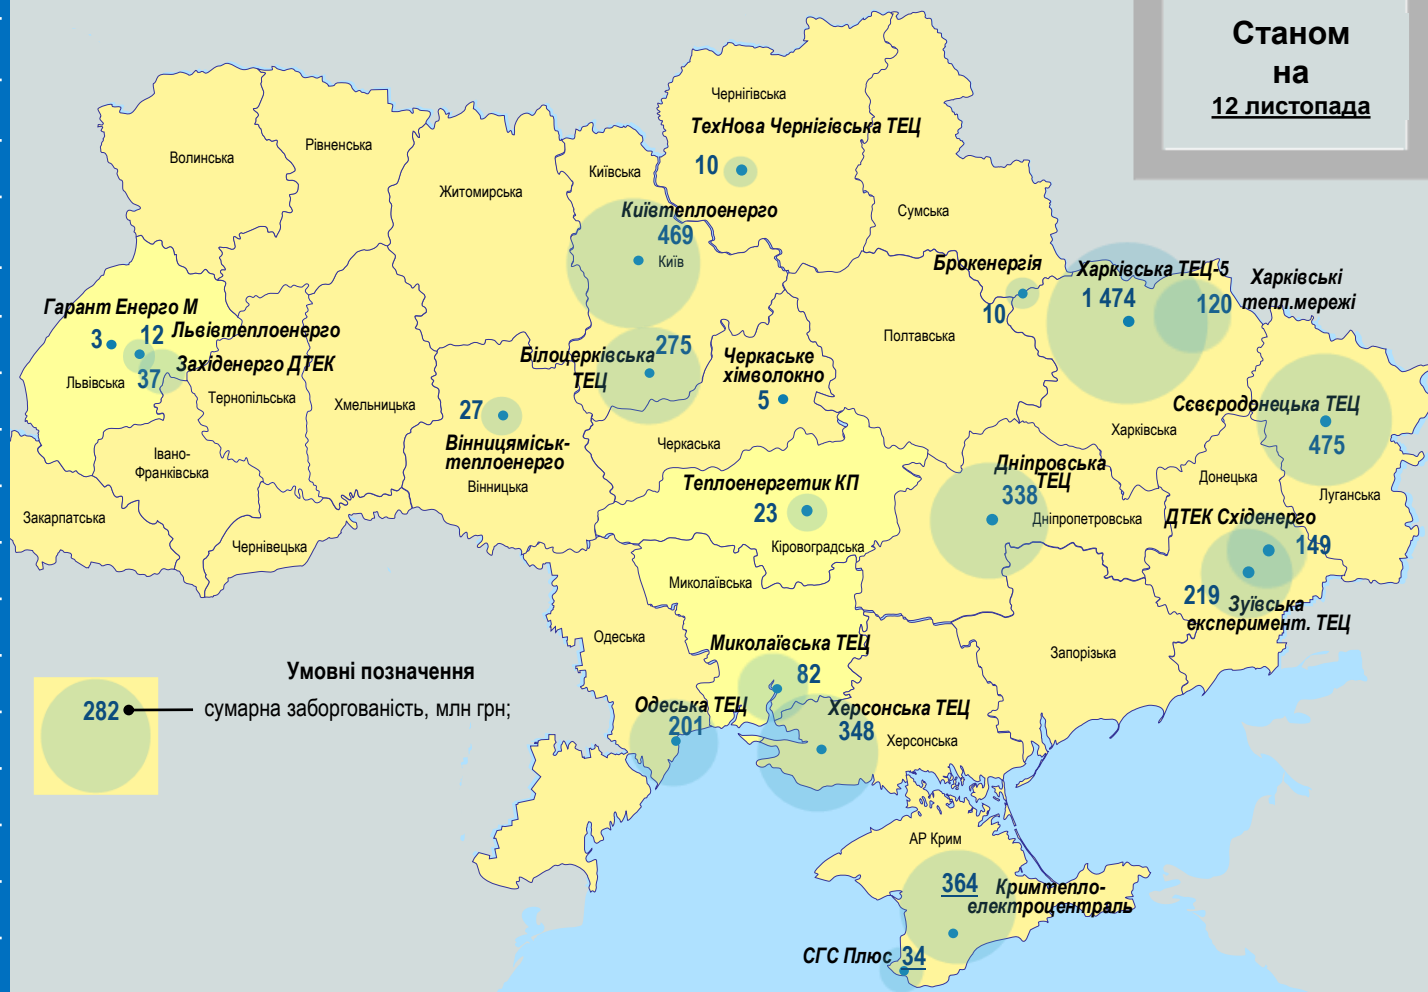 Станом
на
12 листопада
Чернігівська
ТехНова Чернігівська ТЕЦ
10
Волинська
Рівненська
Житомирська
Київська
Сумська
Київтеплоенерго
469
Київ
Брокенергія
10
Харківська ТЕЦ-5
1 474
120
Харківські
тепл.мережі
Гарант Енерго М
3
12
Львівтеплоенерго
Західенерго ДТЕК
37
Львівська
Тернопільська
Хмельницька
Білоцерківська
ТЕЦ
275
Черкаське
хімволокно
5
Полтавська
27
Вінницяміськ-
теплоенерго
Вінницька
Черкаська
Сєвєродонецька ТЕЦ
475
Харківська
Івано-
Франківська
Теплоенергетик КП
23
Кіровоградська
Дніпровська
ТЕЦ
338
Дніпропетровська
Донецька
Луганська
ДТЕК Східенерго
149
Закарпатська
Чернівецька
Миколаївська
219
Зуївська
експеримент. ТЕЦ
Одеська
Миколаївська ТЕЦ
82
Запорізька
Умовні позначення
282
сумарна заборгованість, млн грн;
Одеська ТЕЦ
201
Херсонська ТЕЦ
348
Херсонська
АР Крим
364
Кримтепло-
електроцентраль
СГС Плюс
34